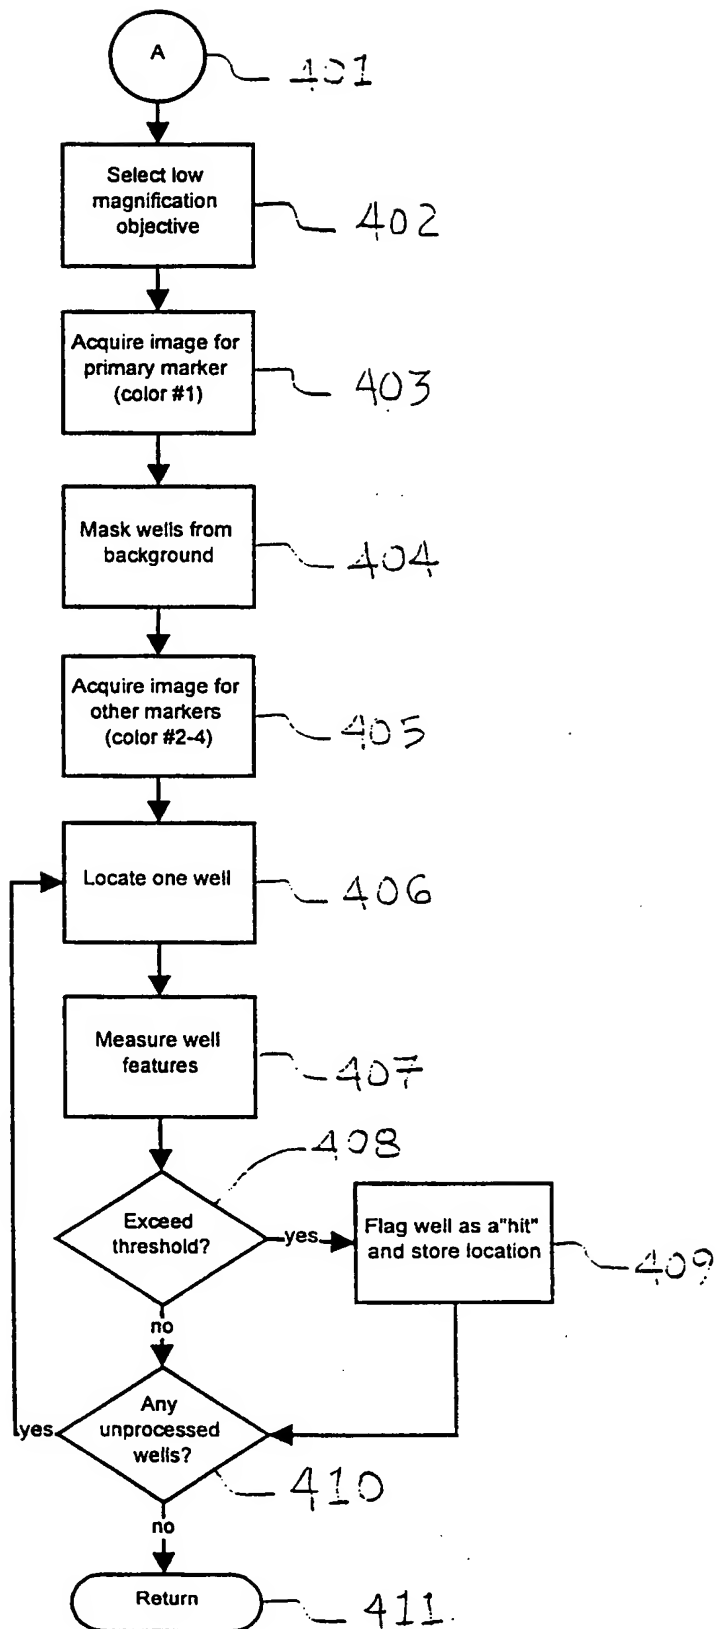 A
401
Select low
magnification
objective
402
Acquire image for
primary marker
(color #1)
403
Mask wells from
background
404
Acquire image for
other markers
(color #2-4)
405
Locate one well
406
Measure well
features
407
408
Exceed
threshold?
yes
Flag well as a"hit"
and store location
409
no
Any
unprocessed
wells?
yes
410
no
Return
411